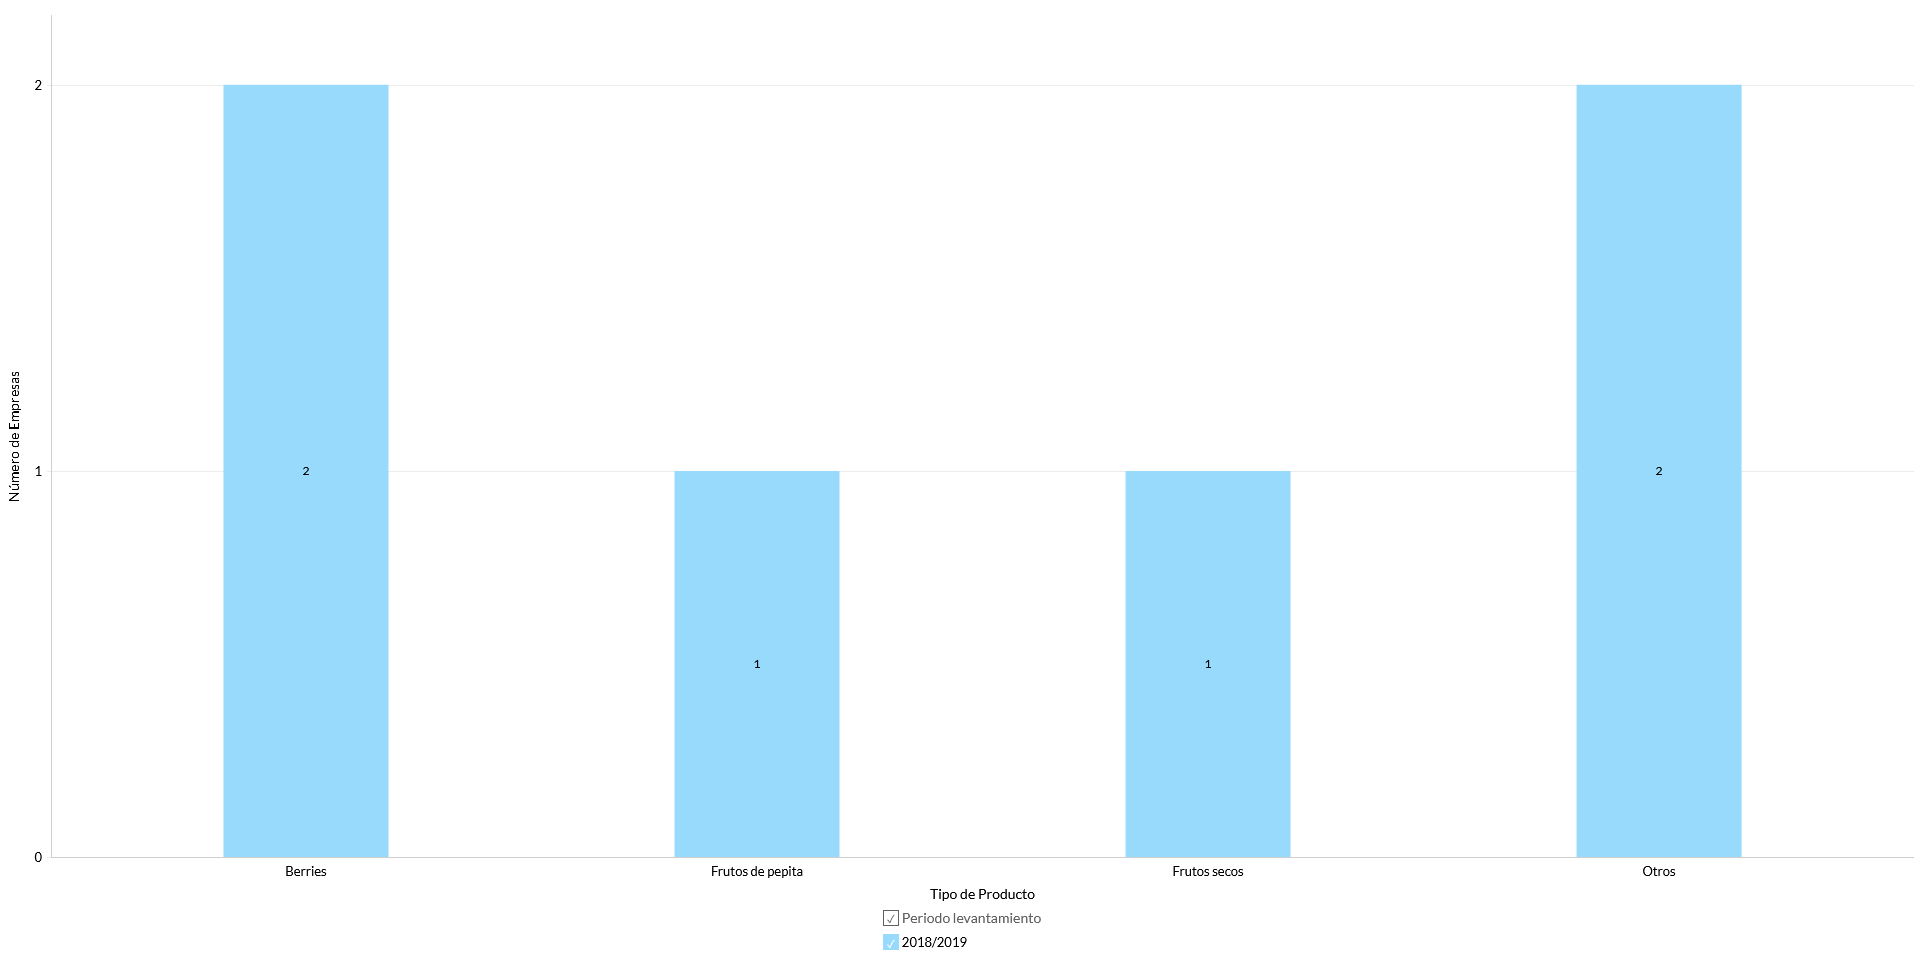 2
1
0
Número de Empresas
2
1
1
2
Berries
Frutos de pepita
Frutos secos
Otros
Tipo de Producto
Periodo levantamiento
2018/2019